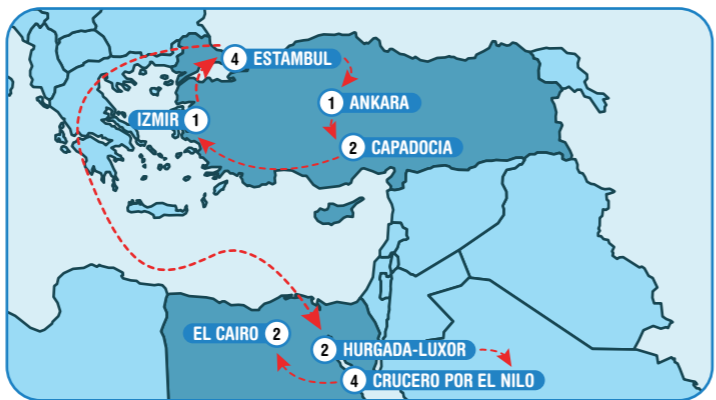 4 ESTAMBUL
1 ANKARA
IZMIR 1
2 CAPADOCIA
EL CAIRO 2
2 HURGADA-LUXOR
4 CRUCERO POR EL NILO